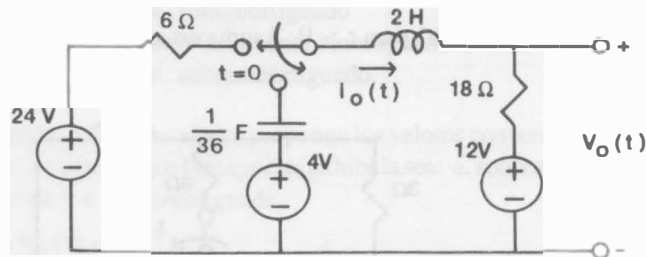 6 Ω
2 H
t=0
i_o(t)
18 Ω
24 V
1/36 F
4V
12V
V_o(t)
+
-